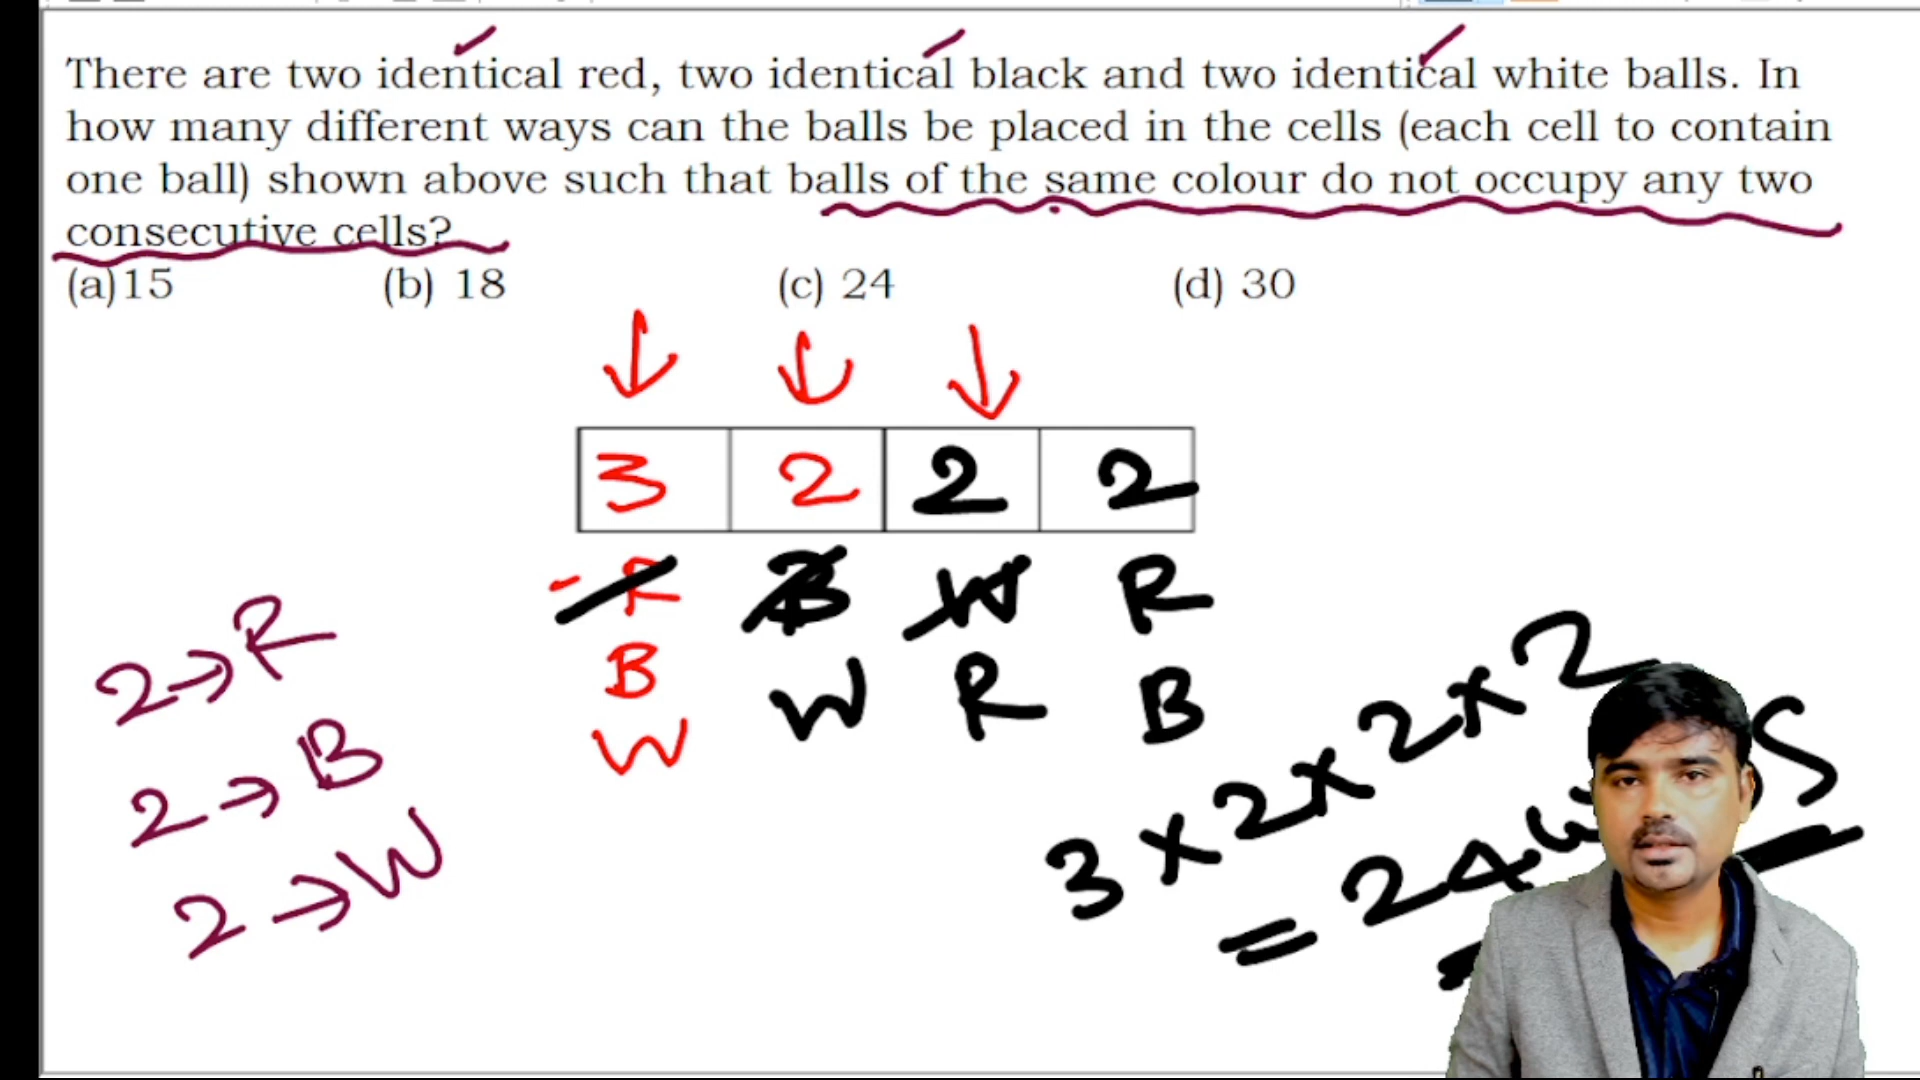 There are two identical red, two identical black and two identical white balls. In
how many different ways can the balls be placed in the cells (each cell to contain
one ball) shown above such that balls of the same colour do not occupy any two
consecutive cells?
(a)15 (b) 18 (c) 24 (d) 30
3 2 2 2
R B W R
B W R B
W
2→R
2→B
2→W
3×2×2×2
=24